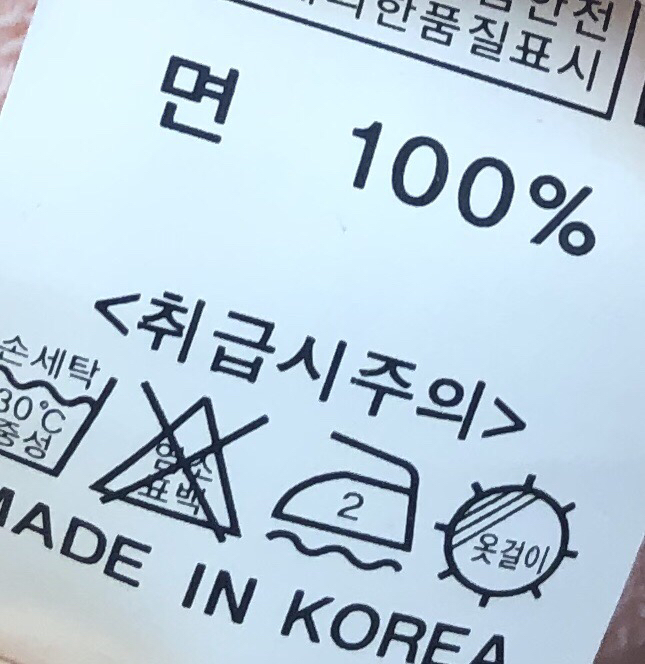 의한품질표시
면 100%
<취급시주의>
손세탁
30℃
중성
염소
표백
2
옷걸이
MADE IN KOREA